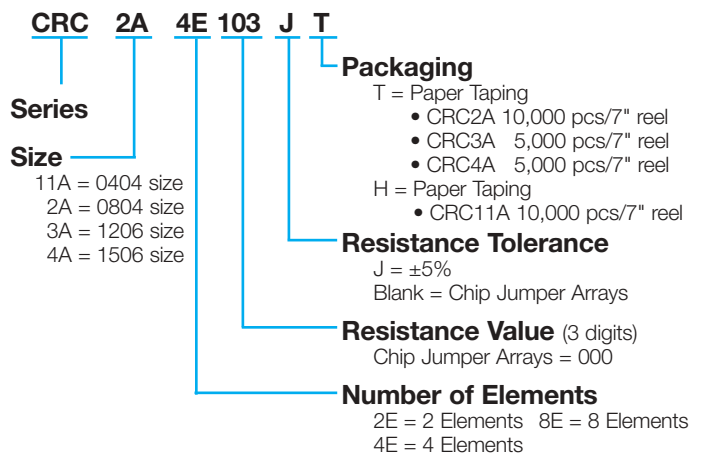 CRC 2A 4E 103 J T
Packaging
T = Paper Taping
• CRC2A 10,000 pcs/7" reel
• CRC3A 5,000 pcs/7" reel
• CRC4A 5,000 pcs/7" reel
H = Paper Taping
• CRC11A 10,000 pcs/7" reel
Series
Size
11A = 0404 size
2A = 0804 size
3A = 1206 size
4A = 1506 size
Resistance Tolerance
J = ±5%
Blank = Chip Jumper Arrays
Resistance Value (3 digits)
Chip Jumper Arrays = 000
Number of Elements
2E = 2 Elements 8E = 8 Elements
4E = 4 Elements